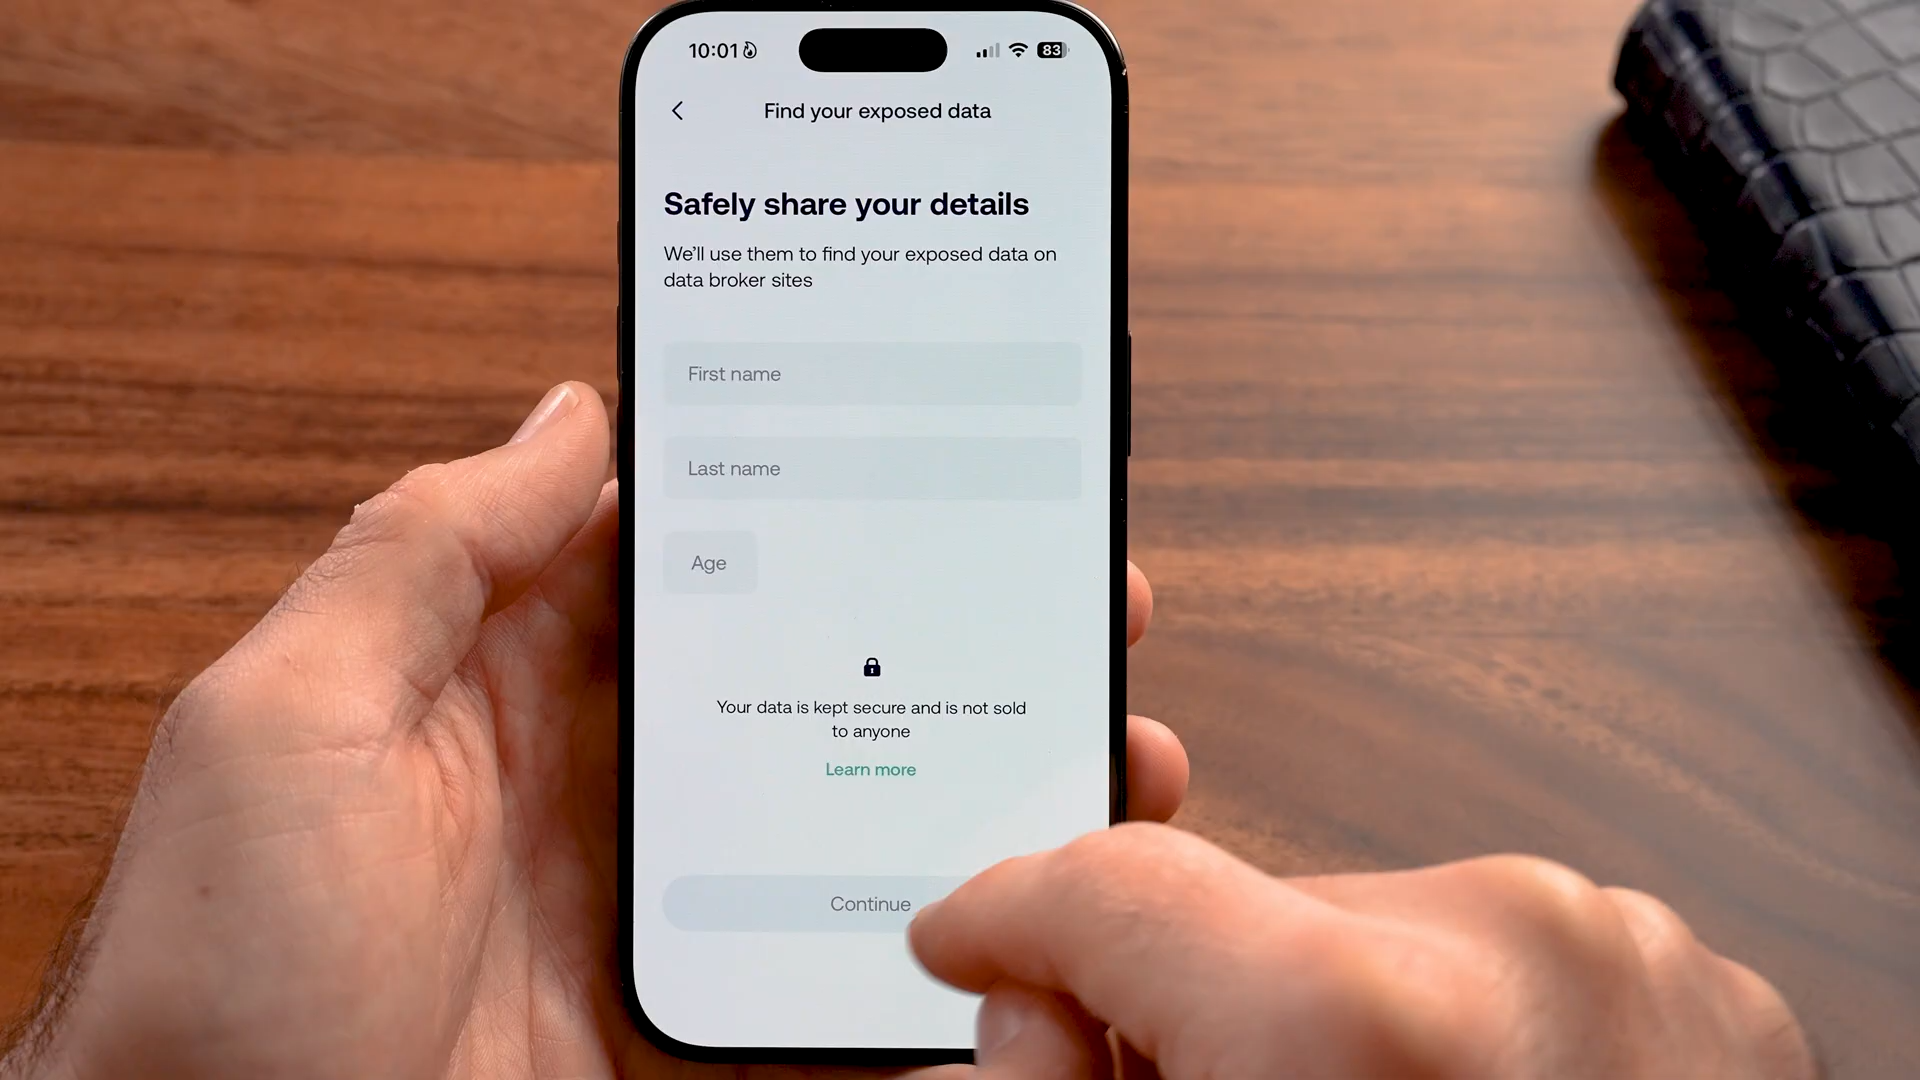 10:01
83
Find your exposed data
Safely share your details
We’ll use them to find your exposed data on
data broker sites
First name
Last name
Age
Your data is kept secure and is not sold
to anyone
Learn more
Continue